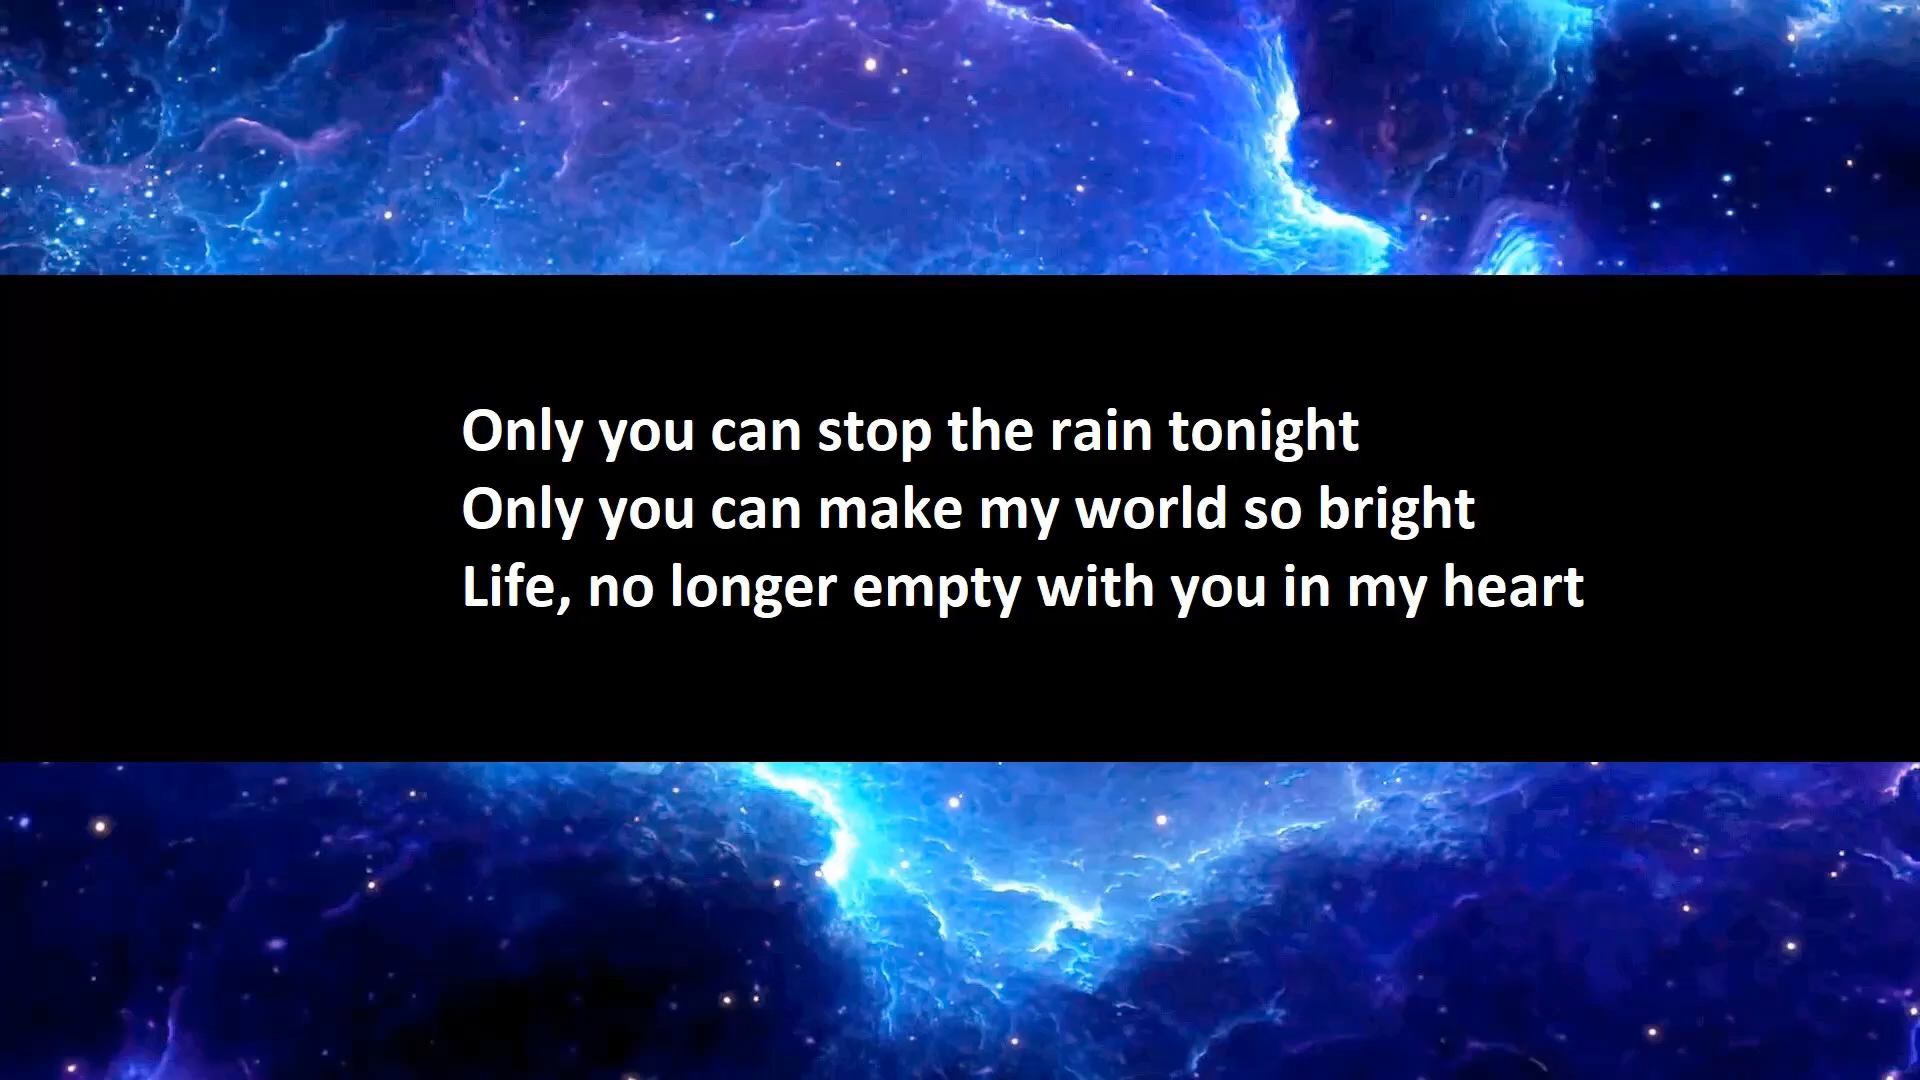 Only you can stop the rain tonight
Only you can make my world so bright
Life, no longer empty with you in my heart